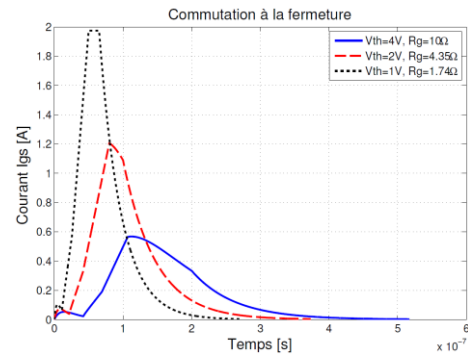 Commutation à la fermeture
Vth=4V, Rg=10Ω
Vth=2V, Rg=4.35Ω
Vth=1V, Rg=1.74Ω
Courant Igs [A]
2
1.8
1.6
1.4
1.2
1
0.8
0.6
0.4
0.2
0
0 1 2 3 4 5 6
x 10⁻⁷
Temps [s]